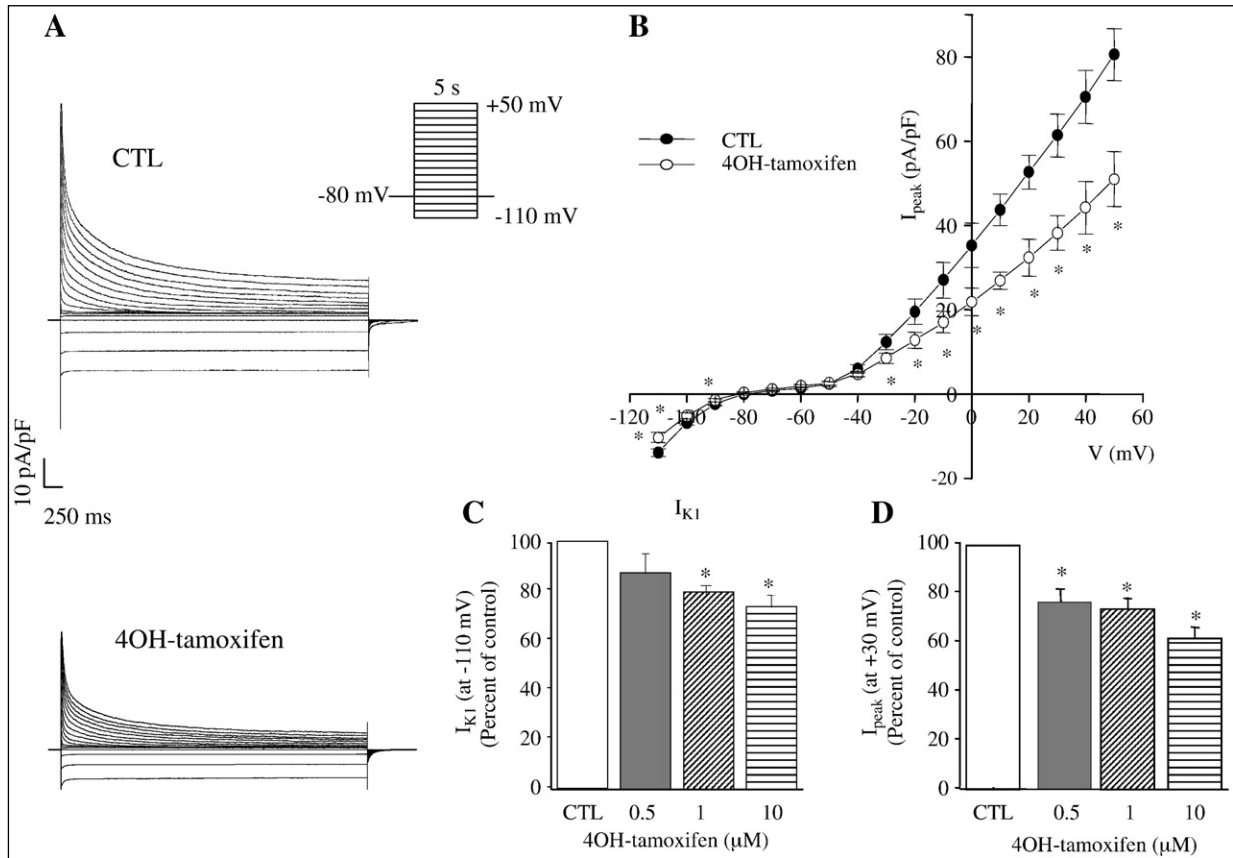 A
CTL
5 s
+50 mV
-80 mV
-110 mV
10 pA/pF
250 ms
4OH-tamoxifen
B
CTL
4OH-tamoxifen
I_peak (pA/pF)
80
60
40
20
0
-20
-120 -100 -80 -60 -40 -20 0 20 40 60
V (mV)
* * *
* * * * * * * * *
C
I_K1
I_K1 (at -110 mV)
(Percent of control)
100
80
60
40
20
0
* *
CTL 0.5 1 10
4OH-tamoxifen (µM)
D
I_peak (at +30 mV)
(Percent of control)
100
80
60
40
20
0
* * *
CTL 0.5 1 10
4OH-tamoxifen (µM)